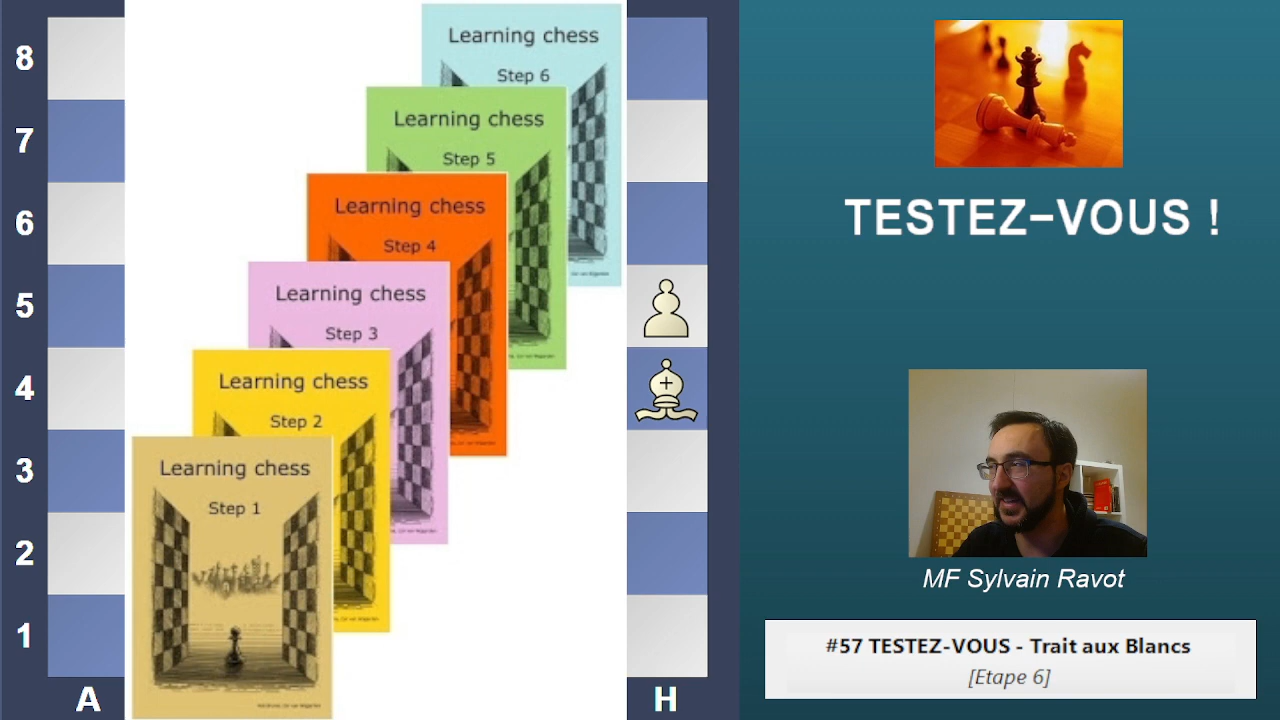 8
7
6
5
4
3
2
1
A
H
Learning chess
Step 6
Learning chess
Step 5
Learning chess
Step 4
Learning chess
Step 3
Learning chess
Step 2
Learning chess
Step 1
TESTEZ-VOUS !
MF Sylvain Ravot
#57 TESTEZ-VOUS - Trait aux Blancs
[Etape 6]